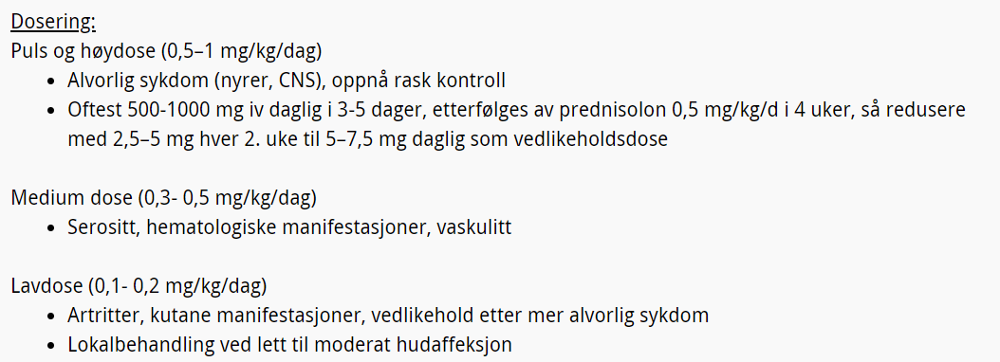 Dosering:
Puls og høydose (0,5–1 mg/kg/dag)
• Alvorlig sykdom (nyrer, CNS), oppnå rask kontroll
• Oftest 500-1000 mg iv daglig i 3-5 dager, etterfølges av prednisolon 0,5 mg/kg/d i 4 uker, så redusere
med 2,5–5 mg hver 2. uke til 5–7,5 mg daglig som vedlikeholdsdose
Medium dose (0,3- 0,5 mg/kg/dag)
• Serositt, hematologiske manifestasjoner, vaskulitt
Lavdose (0,1- 0,2 mg/kg/dag)
• Artritter, kutane manifestasjoner, vedlikehold etter mer alvorlig sykdom
• Lokalbehandling ved lett til moderat hudaffeksjon